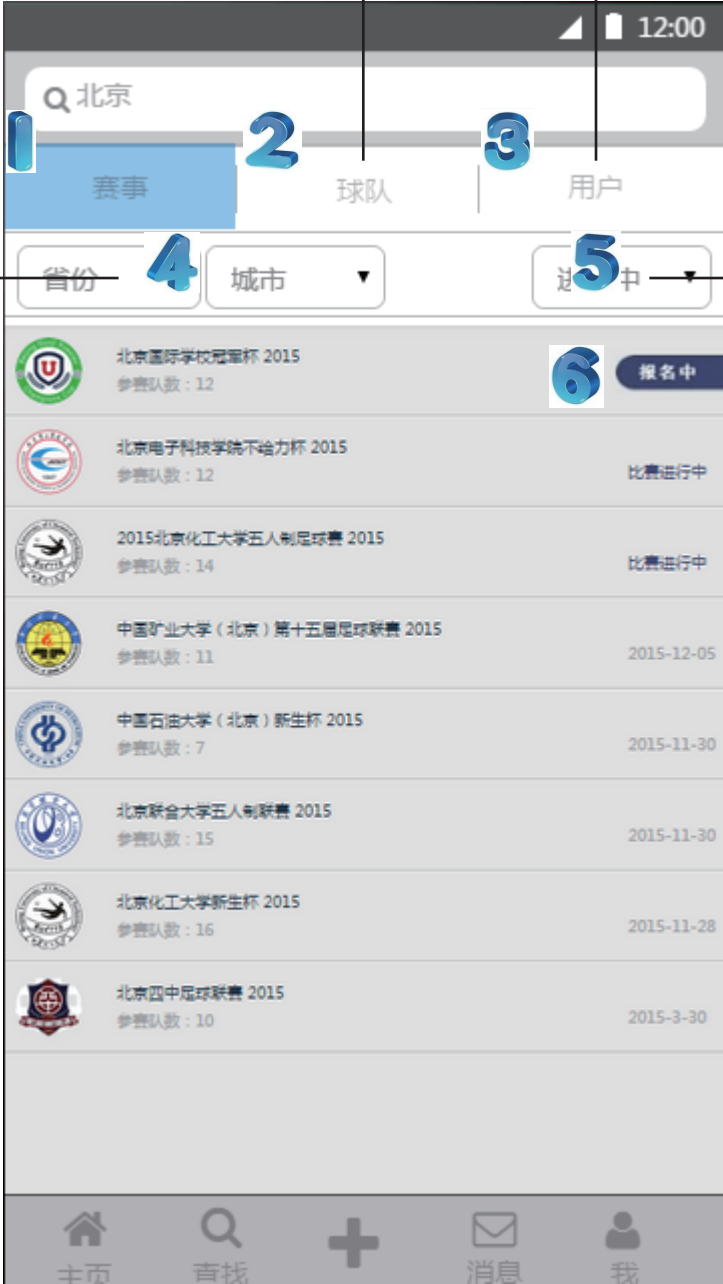 12:00
北京
1 2 3
赛事 球队 用户
4 5
省份 城市 ▼ 进 中 ▼
北京国际学校冠军杯 2015
参赛队数：12
6 报名中
北京电子科技学院不给力杯 2015
参赛队数：12
比赛进行中
2015北京化工大学五人制足球赛 2015
参赛队数：14
比赛进行中
中国矿业大学（北京）第十五届足球联赛 2015
参赛队数：11
2015-12-05
中国石油大学（北京）新生杯 2015
参赛队数：7
2015-11-30
北京联合大学五人制联赛 2015
参赛队数：15
2015-11-30
北京化工大学新生杯 2015
参赛队数：16
2015-11-28
北京四中足球联赛 2015
参赛队数：10
2015-3-30
主页 查找 消息 我